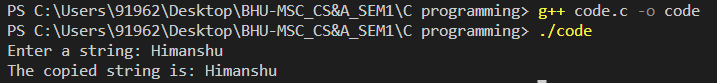 PS C:\Users\91962\Desktop\BHU-MSC_CS&A_SEM1\C programming> g++ code.c -o code
PS C:\Users\91962\Desktop\BHU-MSC_CS&A_SEM1\C programming> ./code
Enter a string: Himanshu
The copied string is: Himanshu